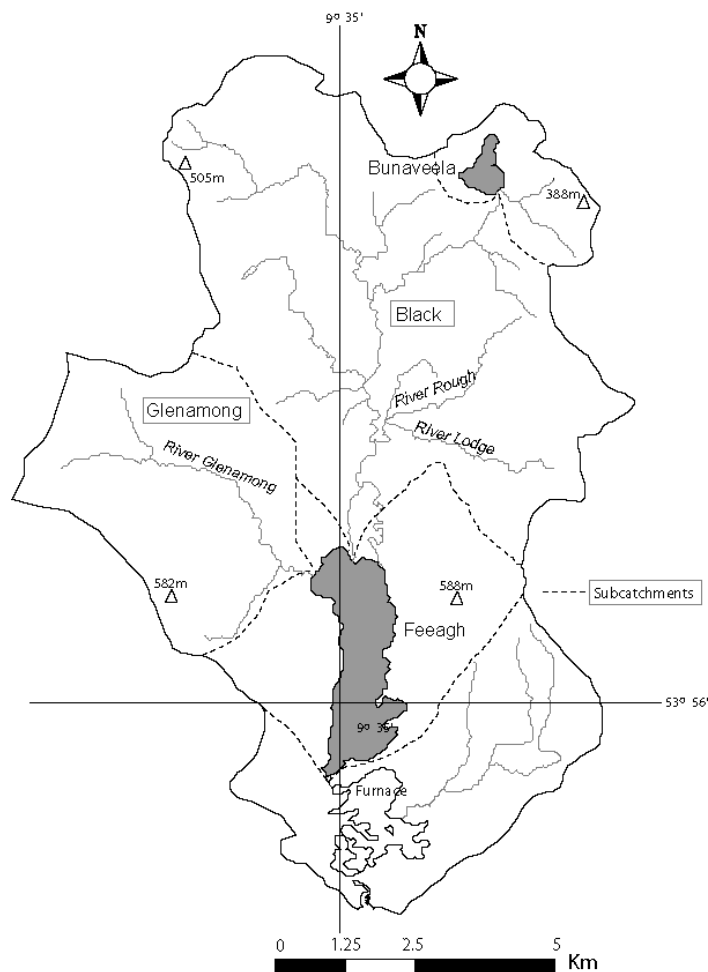 9º 35'
N
Bunaveela
505m
388m
Black
River Rough
Glenamong
River Lodge
River Glenamong
582m
588m
Subcatchments
Feeagh
53º 56'
9º 35'
Furnace
0 1.25 2.5 5
Km